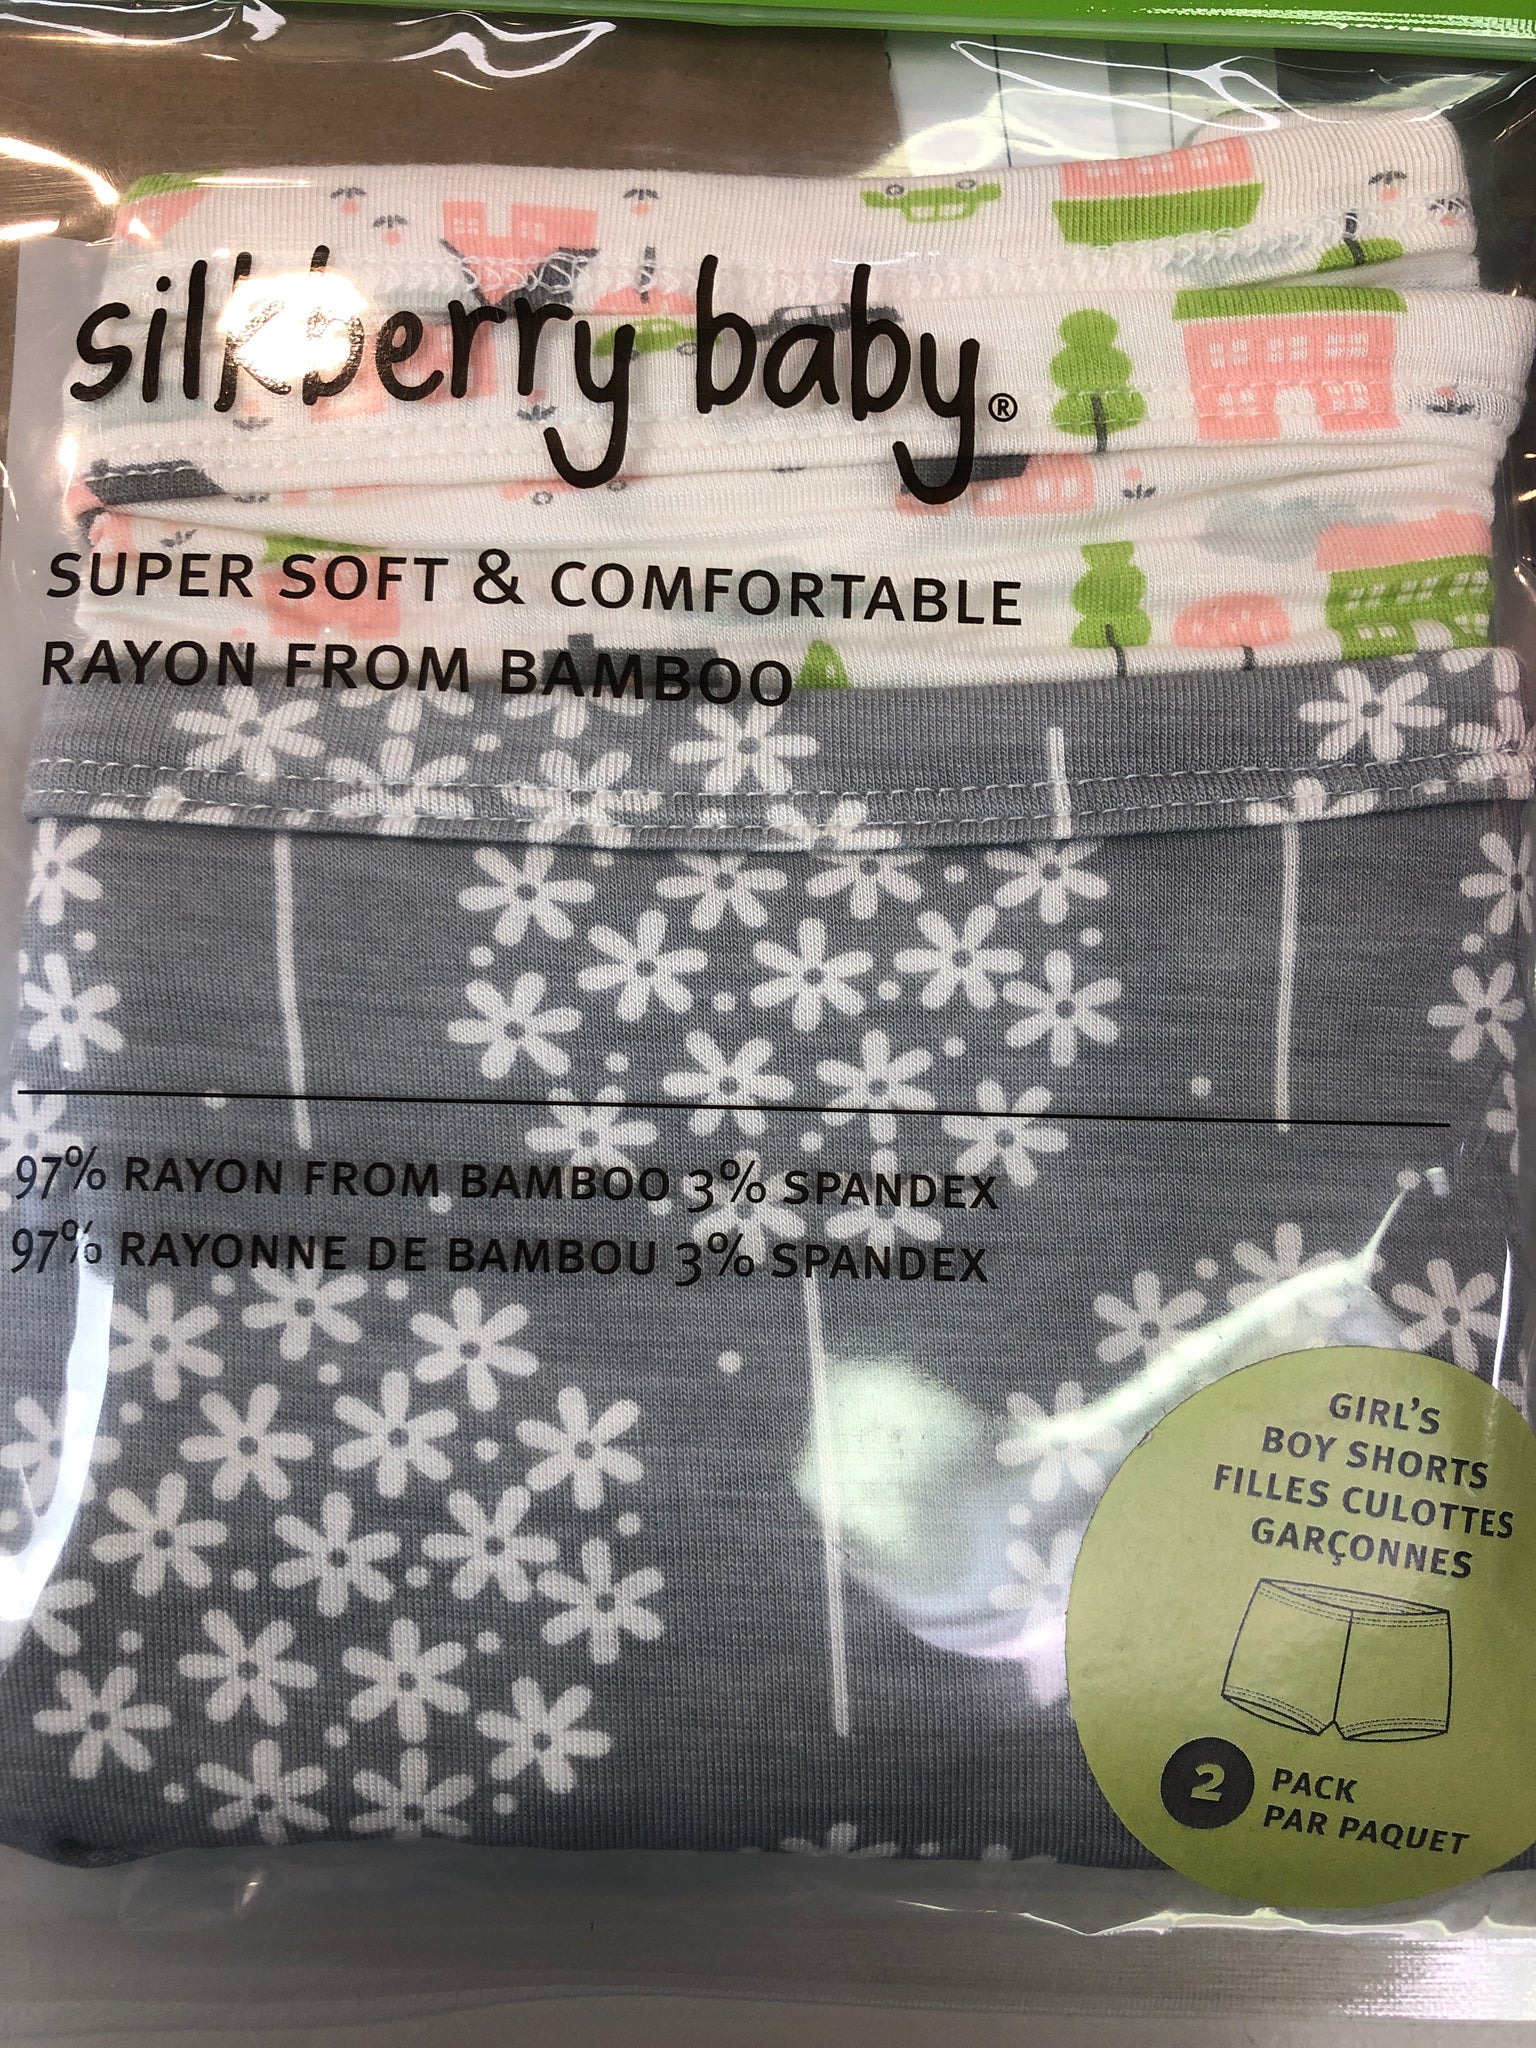 silkberry baby®
SUPER SOFT & COMFORTABLE
RAYON FROM BAMBOO
97% RAYON FROM BAMBOO 3% SPANDEX
97% RAYONNE DE BAMBOU 3% SPANDEX
GIRL'S
BOY SHORTS
FILLES CULOTTES
GARÇONNES
2 PACK
PAR PAQUET